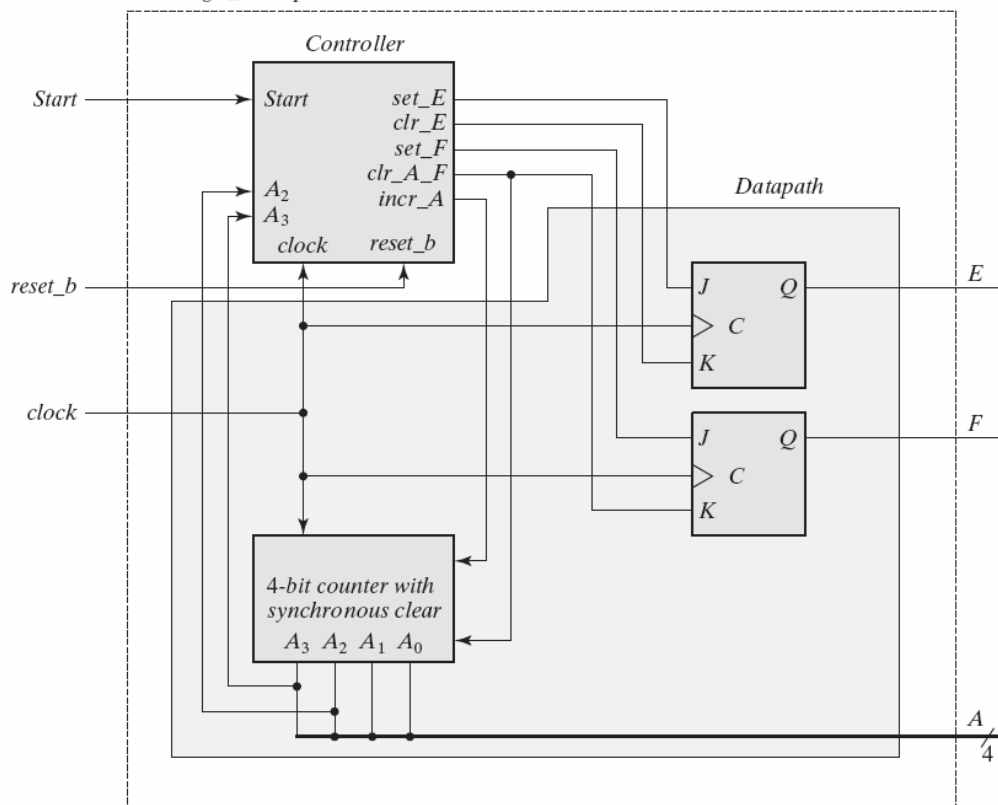 Controller
Start
Start
set_E
clr_E
set_F
clr_A_F
incr_A
A2
A3
clock
reset_b
Datapath
reset_b
J
Q
C
K
E
clock
J
Q
C
K
F
4-bit counter with
synchronous clear
A3 A2 A1 A0
A
4